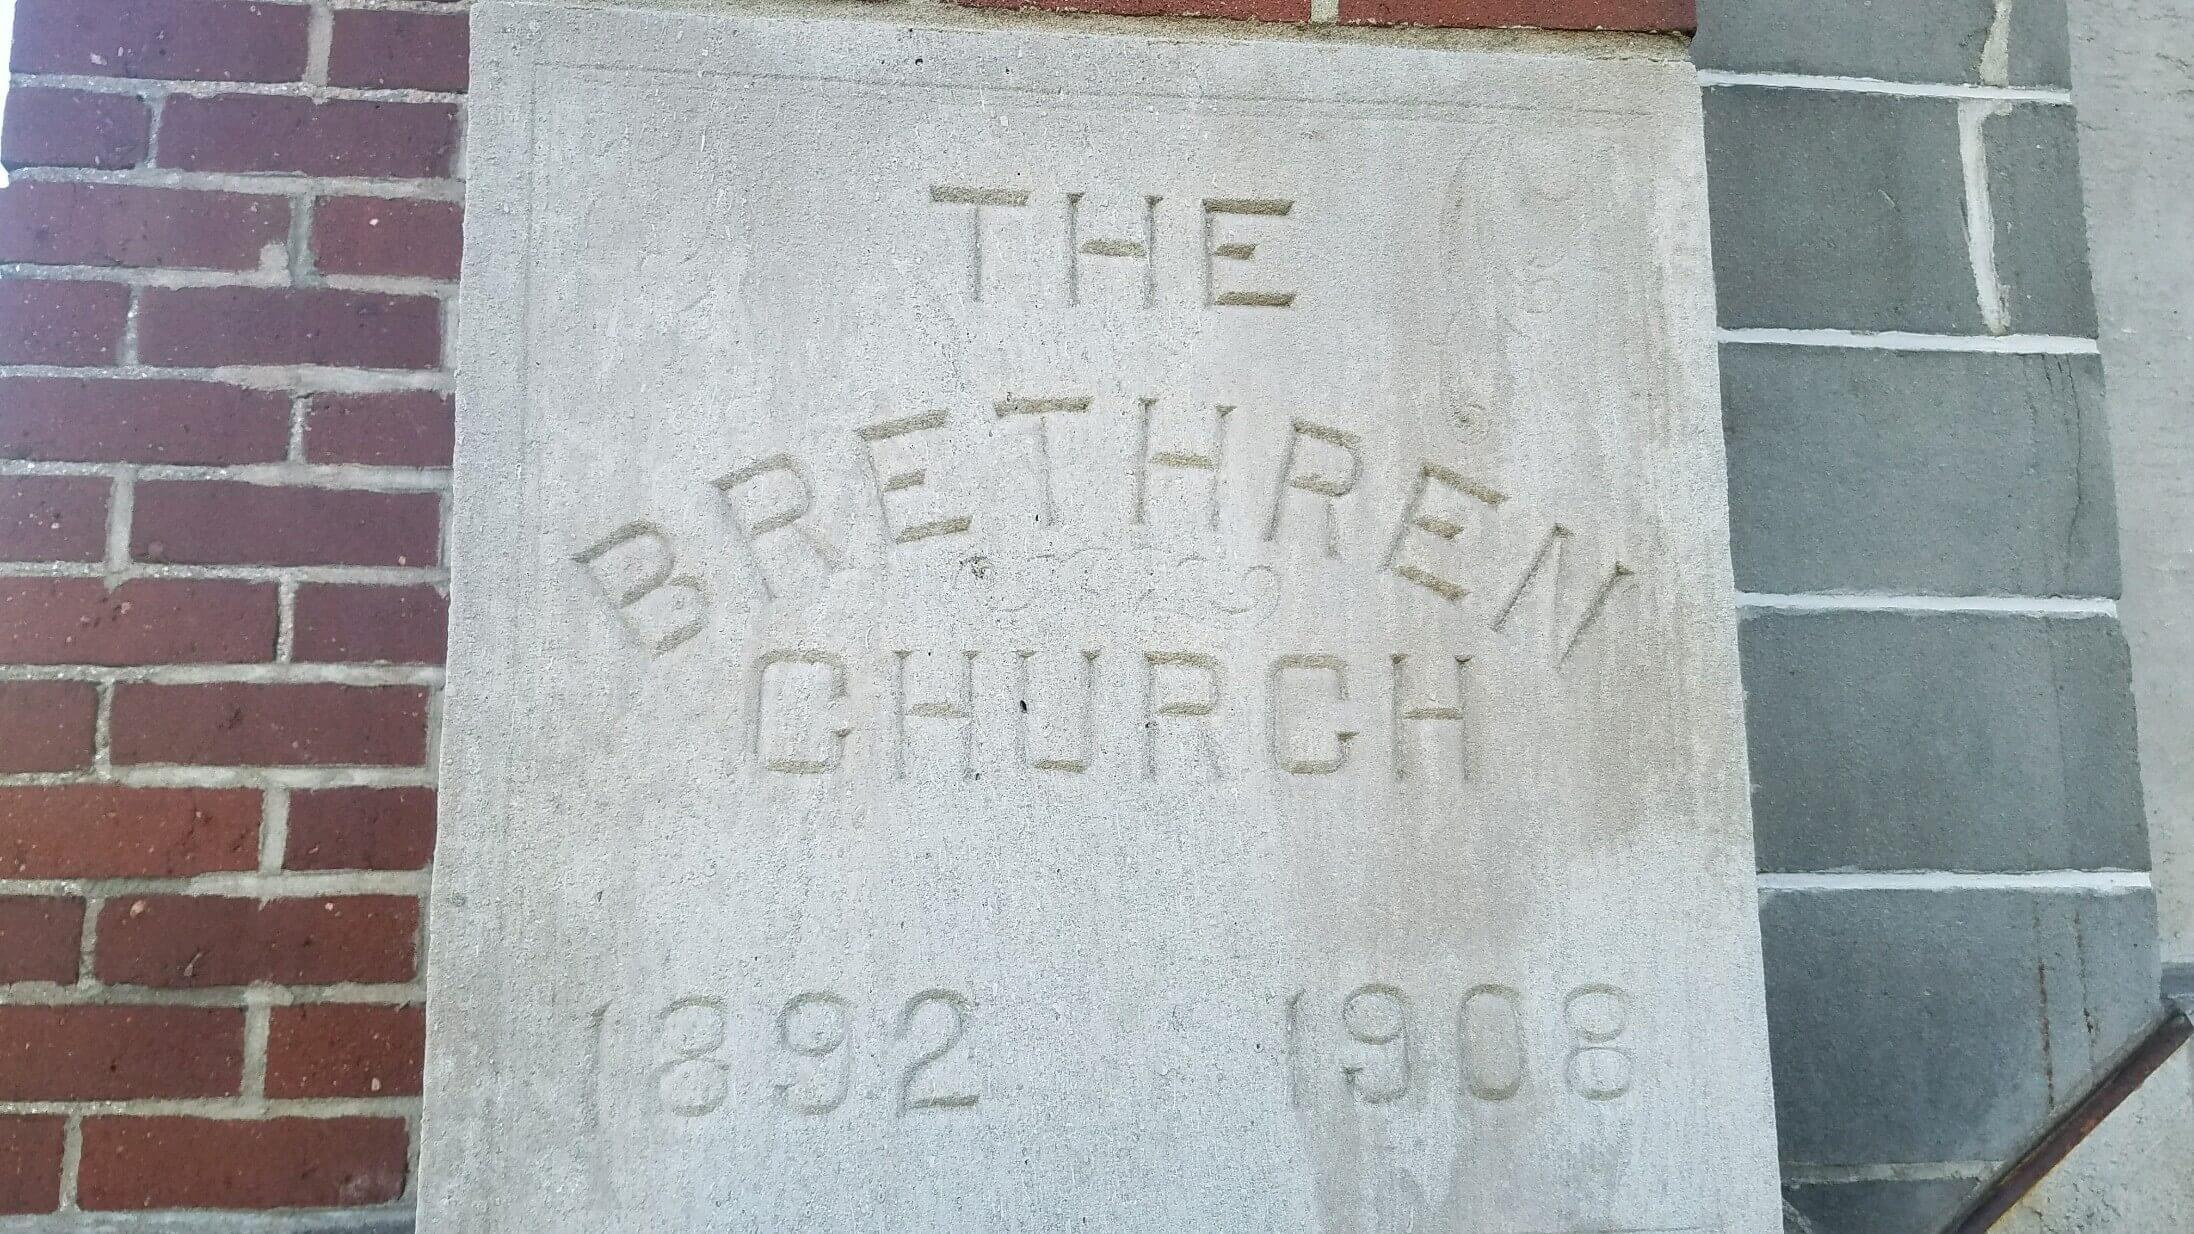 THE
BRETHREN
CHURCH
1892 1908